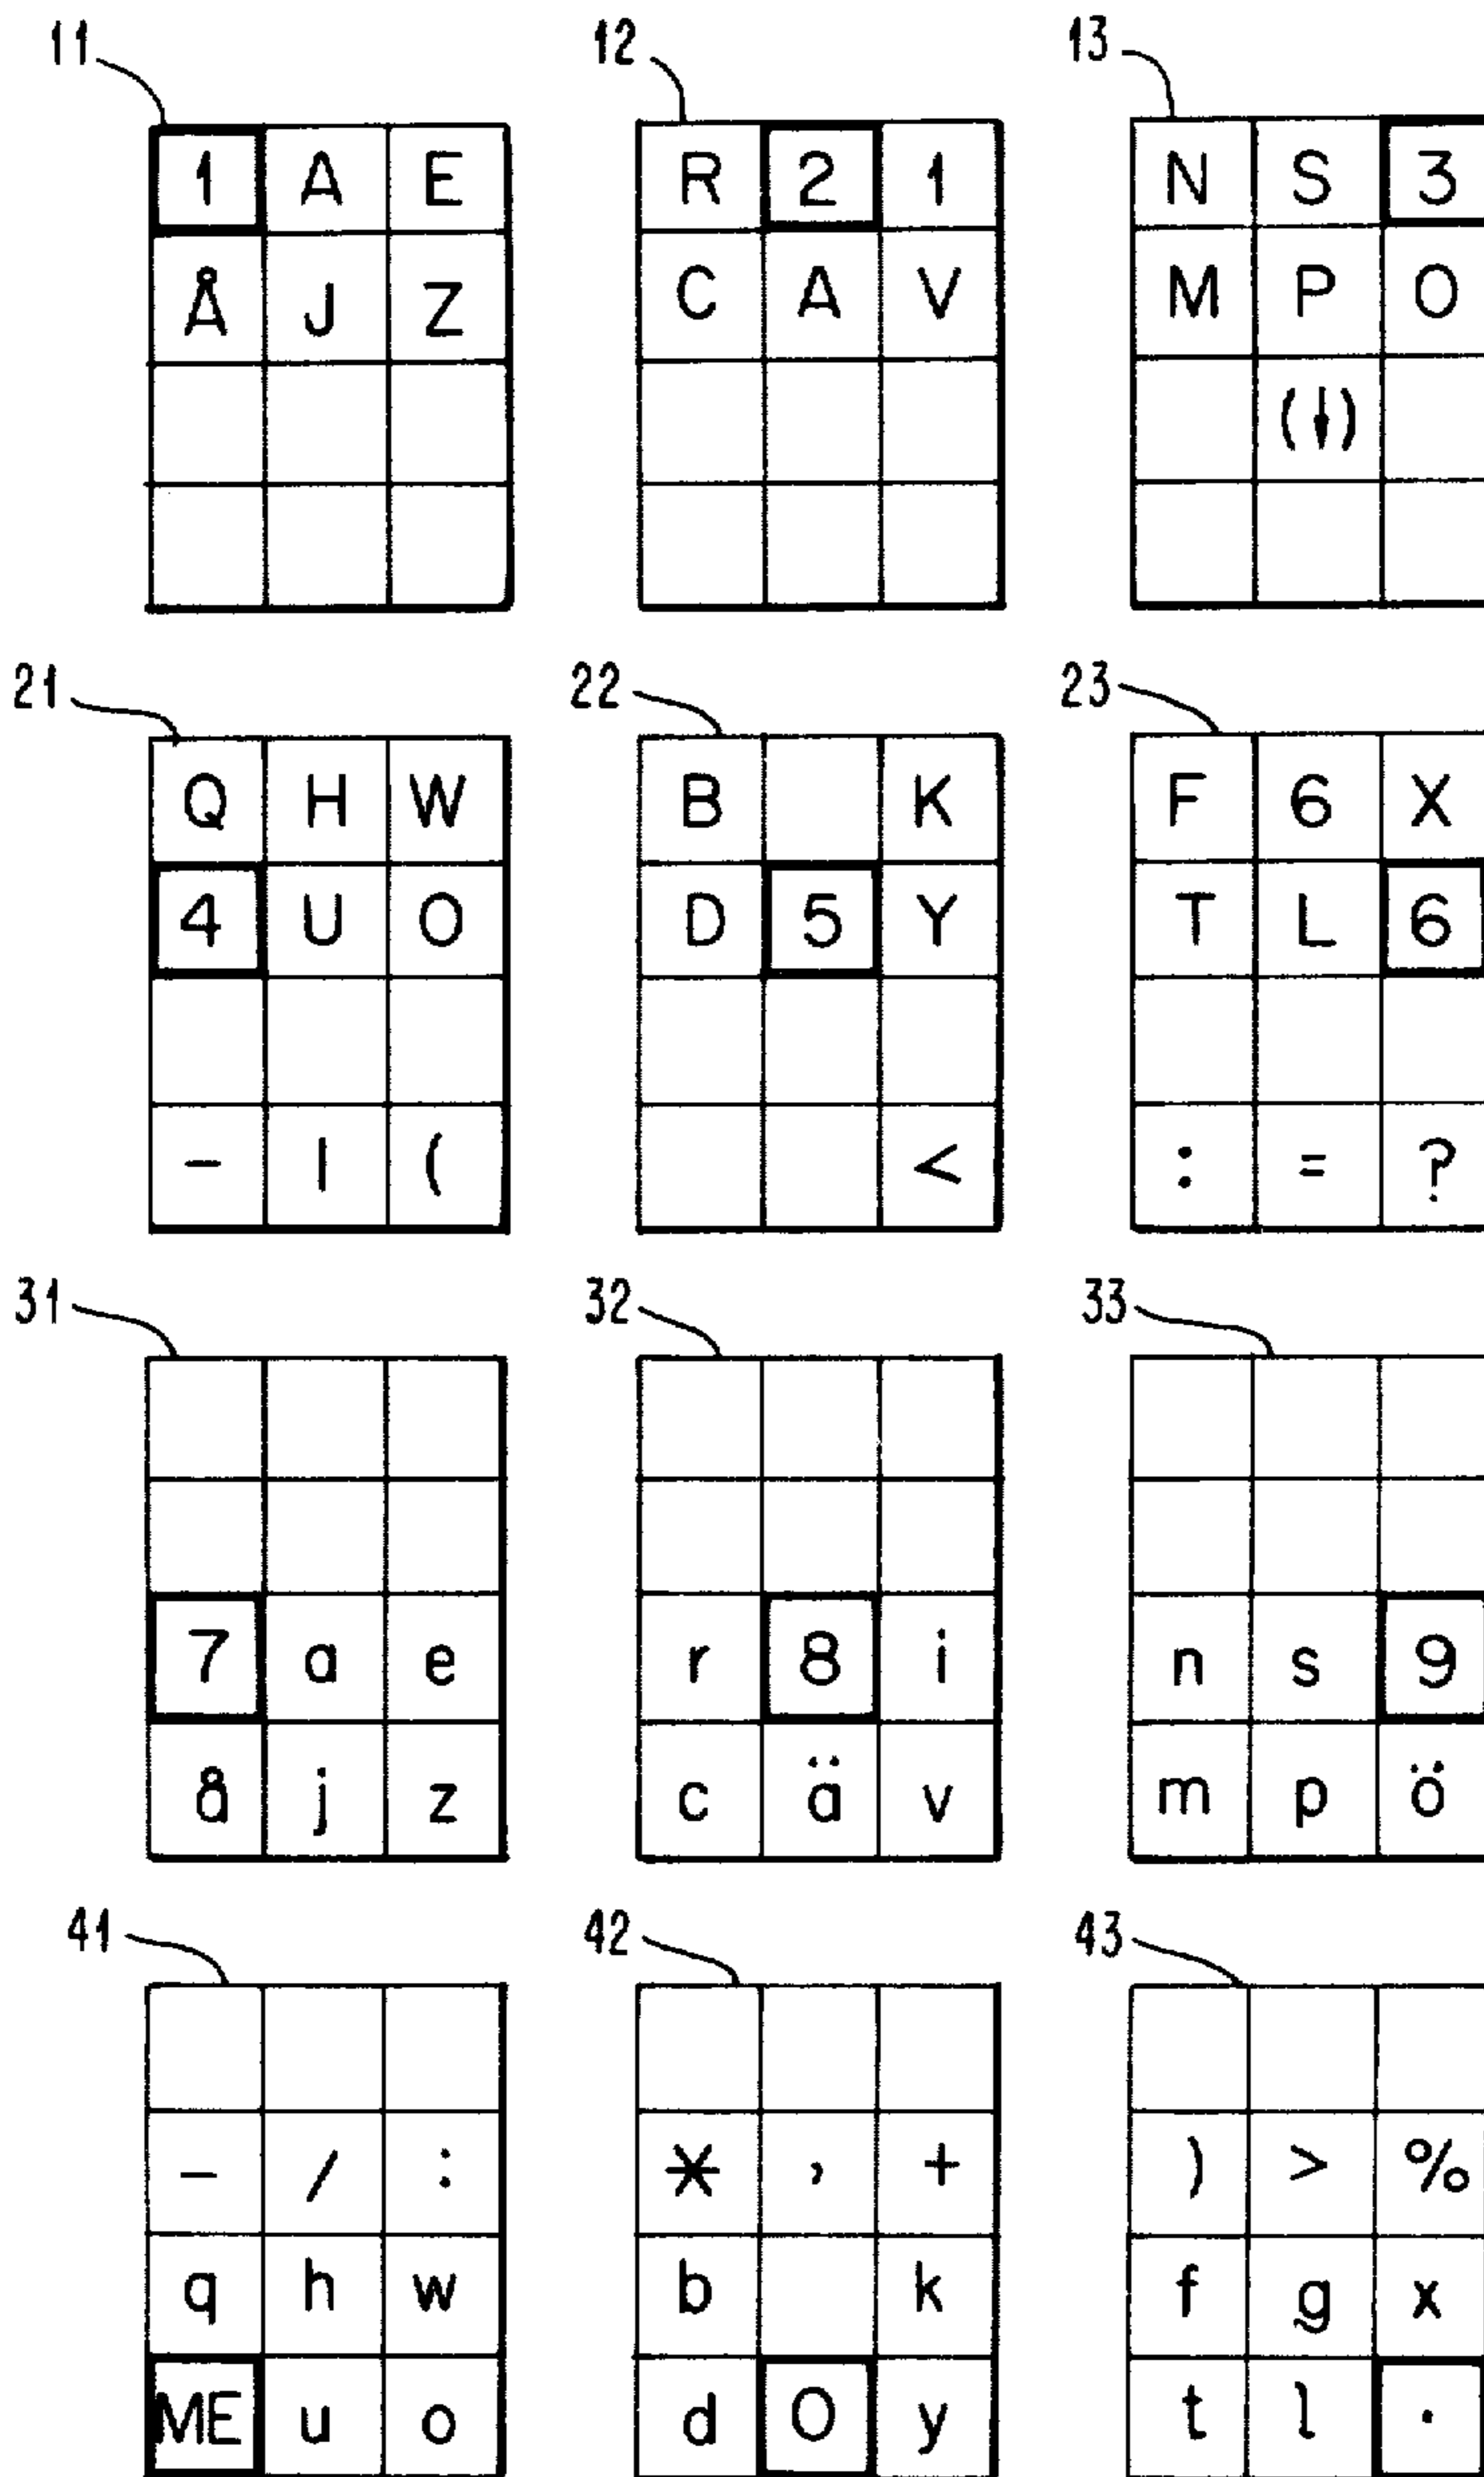 11 12 13
1 A E R 2 1 N S 3
Å J Z C A V M P O
(↓)
21 22 23
Q H W B K F 6 X
4 U O D 5 Y T L 6
- | ( < : = ?
31 32 33
7 a e r 8 i n s 9
å j z c ä v m p ö
41 42 43
- / : * , + ) > %
q h w b k f g x
ME u o d 0 y t l .